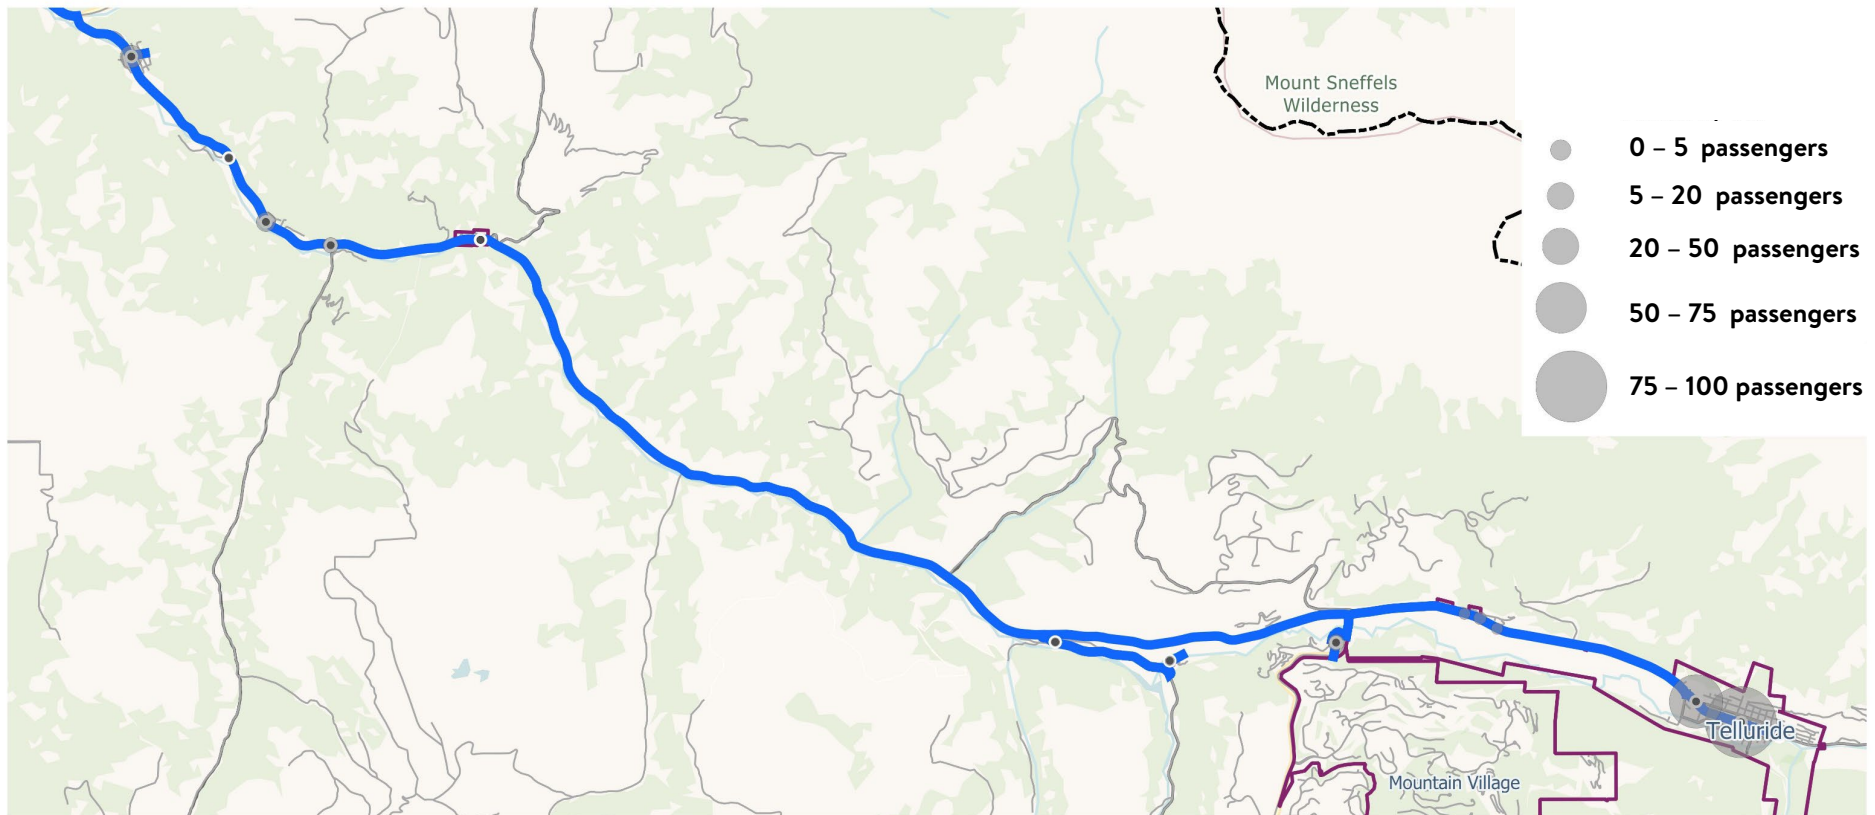 Mount Sneffels
Wilderness
0 – 5 passengers
5 – 20 passengers
20 – 50 passengers
50 – 75 passengers
75 – 100 passengers
Telluride
Mountain Village